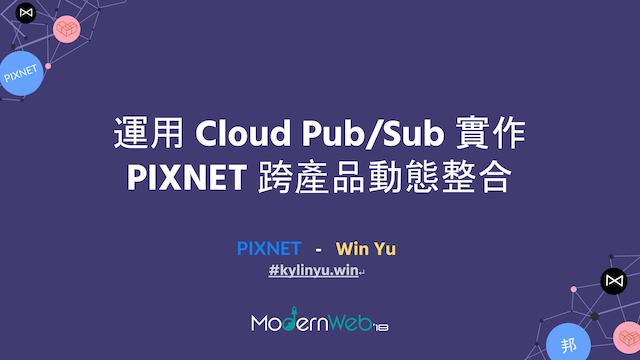 PIXNET
運用 Cloud Pub/Sub 實作
PIXNET 跨產品動態整合
PIXNET - Win Yu
#kylinyu.win↵
ModernWeb'18
邦